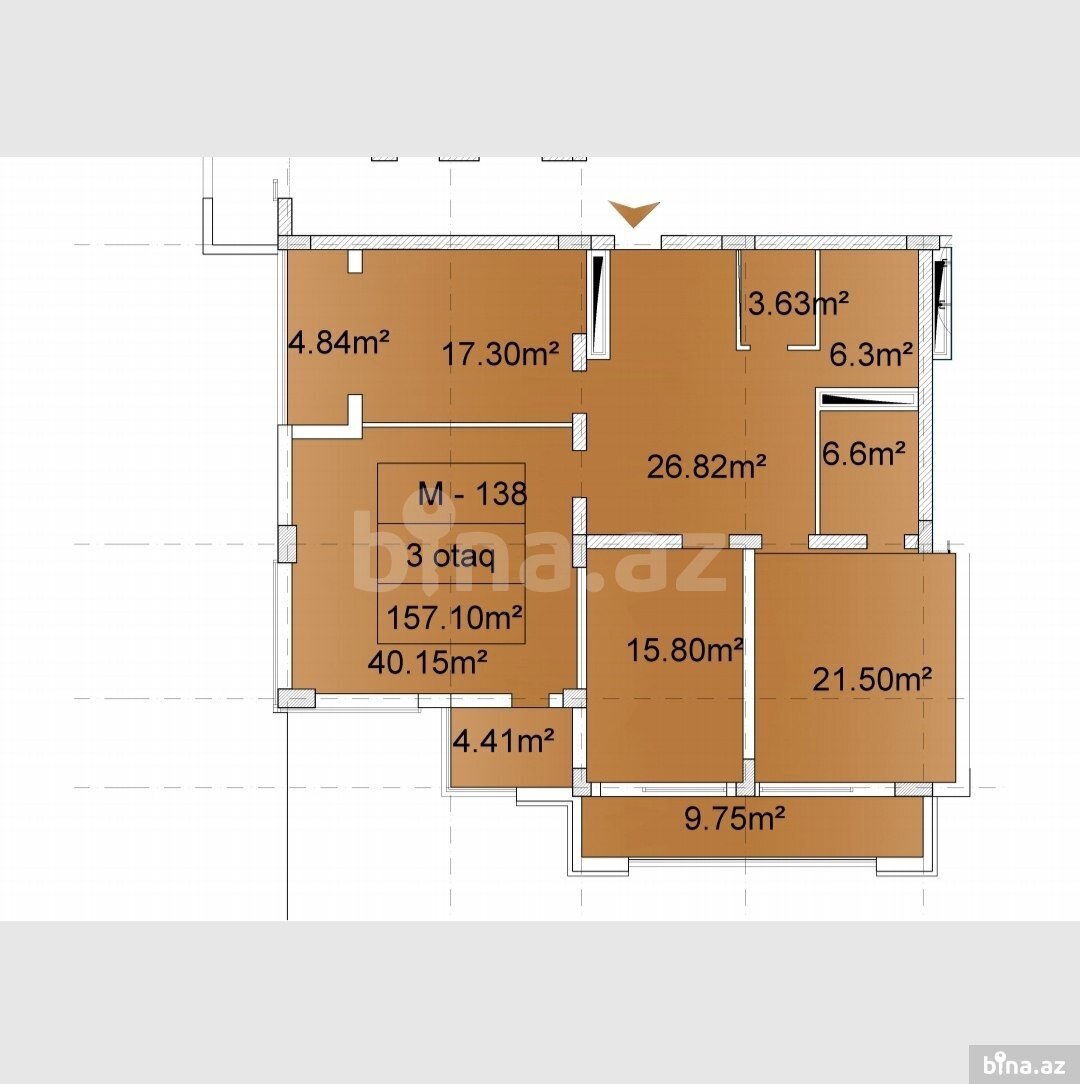 3.63m²
4.84m²
17.30m²
6.3m²
26.82m²
6.6m²
M - 138
3 otaq
157.10m²
40.15m²
bina.az
15.80m²
21.50m²
4.41m²
9.75m²
bina.az